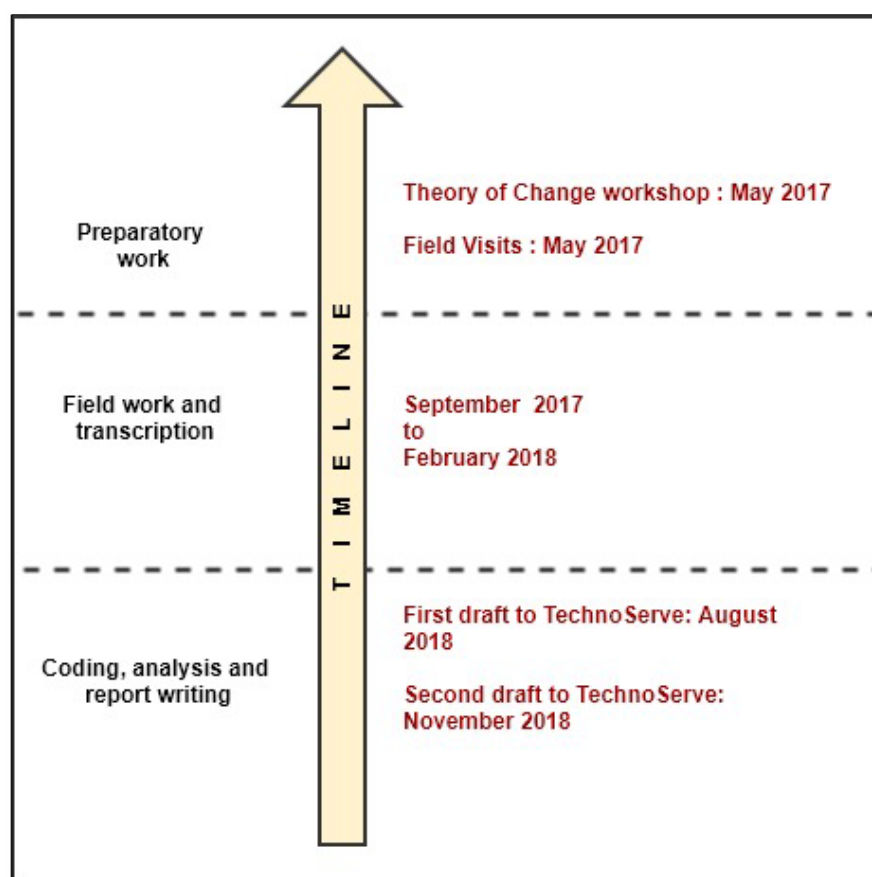 Preparatory
work
Theory of Change workshop : May 2017
Field Visits : May 2017
TIMELINE
Field work and
transcription
September 2017
to
February 2018
Coding, analysis and
report writing
First draft to TechnoServe: August
2018
Second draft to TechnoServe:
November 2018